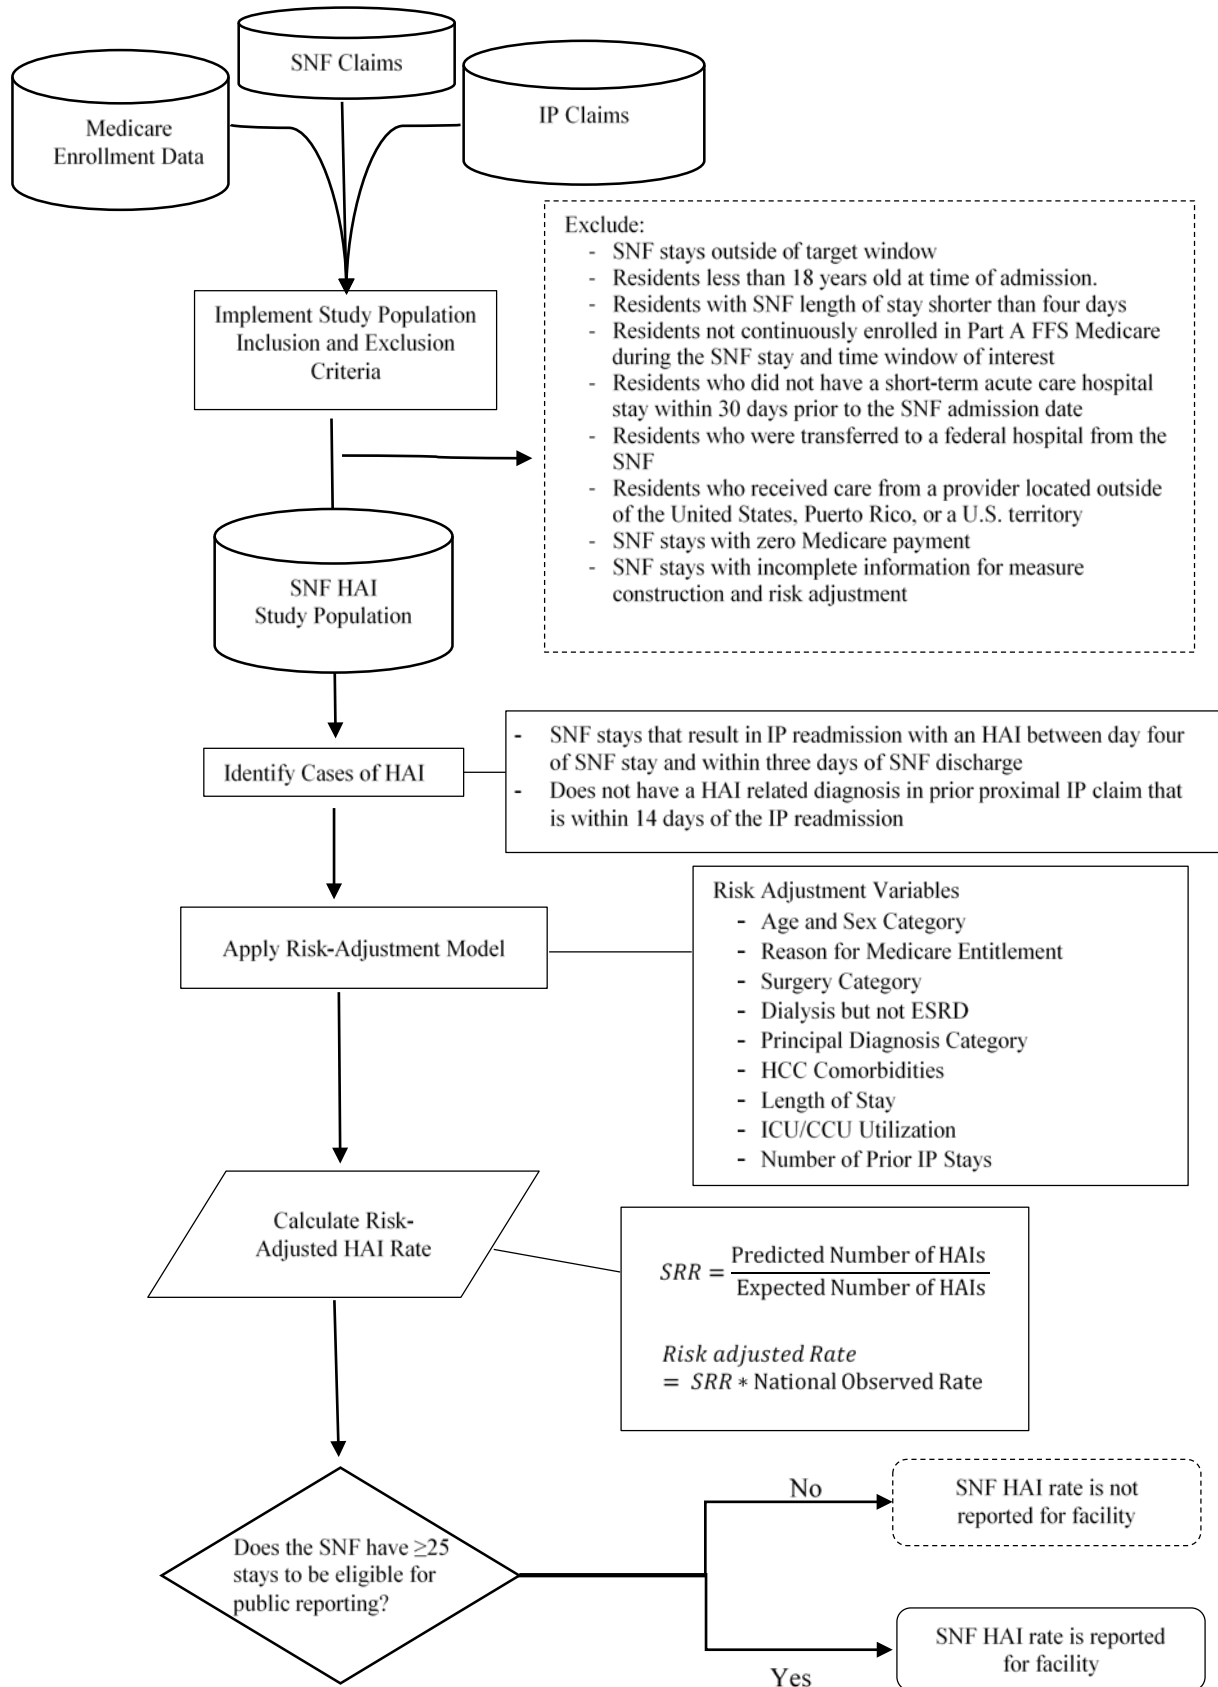 SNF Claims
Medicare
Enrollment Data
IP Claims
Implement Study Population
Inclusion and Exclusion
Criteria
Exclude:
- SNF stays outside of target window
- Residents less than 18 years old at time of admission.
- Residents with SNF length of stay shorter than four days
- Residents not continuously enrolled in Part A FFS Medicare
during the SNF stay and time window of interest
- Residents who did not have a short-term acute care hospital
stay within 30 days prior to the SNF admission date
- Residents who were transferred to a federal hospital from the
SNF
- Residents who received care from a provider located outside
of the United States, Puerto Rico, or a U.S. territory
- SNF stays with zero Medicare payment
- SNF stays with incomplete information for measure
construction and risk adjustment
SNF HAI
Study Population
Identify Cases of HAI
- SNF stays that result in IP readmission with an HAI between day four
of SNF stay and within three days of SNF discharge
- Does not have a HAI related diagnosis in prior proximal IP claim that
is within 14 days of the IP readmission
Apply Risk-Adjustment Model
Risk Adjustment Variables
- Age and Sex Category
- Reason for Medicare Entitlement
- Surgery Category
- Dialysis but not ESRD
- Principal Diagnosis Category
- HCC Comorbidities
- Length of Stay
- ICU/CCU Utilization
- Number of Prior IP Stays
Calculate Risk-
Adjusted HAI Rate
SRR = Predicted Number of HAIs
Expected Number of HAIs
Risk adjusted Rate
= SRR * National Observed Rate
Does the SNF have ≥25
stays to be eligible for
public reporting?
No
SNF HAI rate is not
reported for facility
Yes
SNF HAI rate is reported
for facility